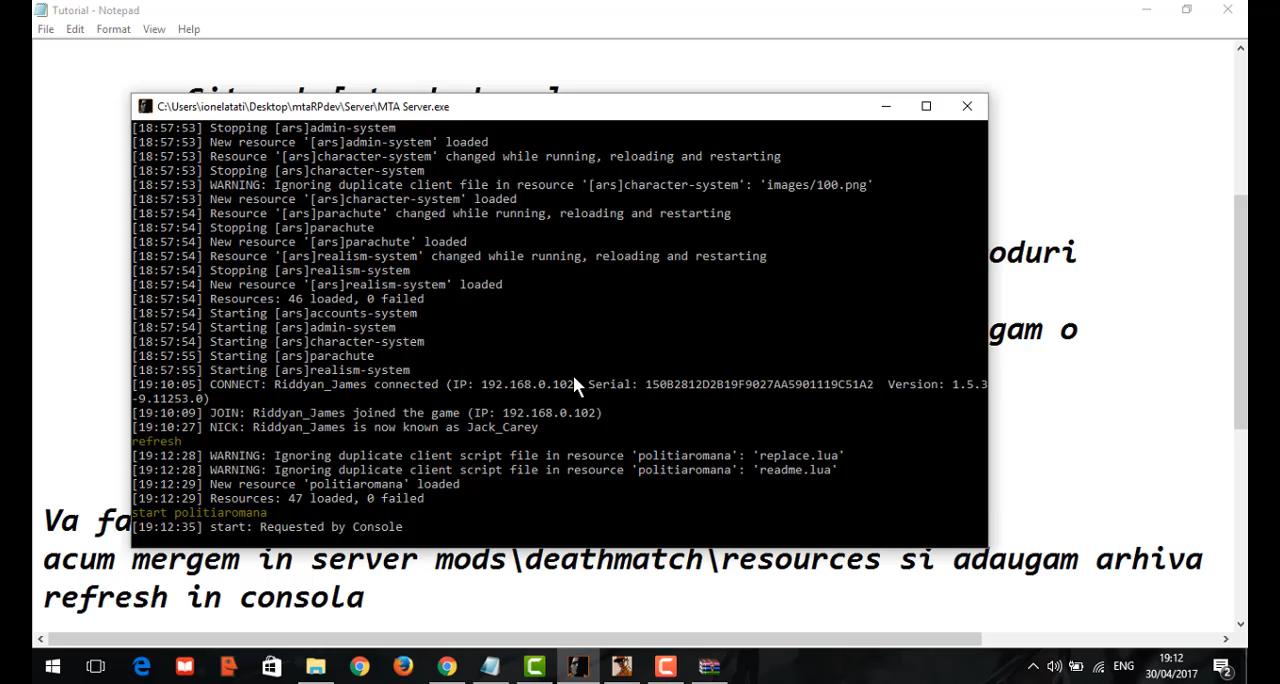 Tutorial - Notepad
File Edit Format View Help
C:\Users\ionelatati\Desktop\mtaRPdev\Server\MTA Server.exe
[18:57:53] Stopping [ars]admin-system
[18:57:53] New resource '[ars]admin-system' loaded
[18:57:53] Resource '[ars]character-system' changed while running, reloading and restarting
[18:57:53] Stopping [ars]character-system
[18:57:53] WARNING: Ignoring duplicate client file in resource '[ars]character-system': 'images/100.png'
[18:57:53] New resource '[ars]character-system' loaded
[18:57:54] Resource '[ars]parachute' changed while running, reloading and restarting
[18:57:54] Stopping [ars]parachute
[18:57:54] New resource '[ars]parachute' loaded
[18:57:54] Resource '[ars]realism-system' changed while running, reloading and restarting
[18:57:54] Stopping [ars]realism-system
[18:57:54] New resource '[ars]realism-system' loaded
[18:57:54] Resources: 46 loaded, 0 failed
[18:57:54] Starting [ars]accounts-system
[18:57:54] Starting [ars]admin-system
[18:57:54] Starting [ars]character-system
[18:57:55] Starting [ars]parachute
[18:57:55] Starting [ars]realism-system
[19:10:05] CONNECT: Riddyan_James connected (IP: 192.168.0.102 Serial: 150B2812D2B19F9027AA5901119C51A2 Version: 1.5.3
-9.11253.0)
[19:10:09] JOIN: Riddyan_James joined the game (IP: 192.168.0.102)
[19:10:27] NICK: Riddyan_James is now known as Jack_Carey
refresh
[19:12:28] WARNING: Ignoring duplicate client script file in resource 'politiaromana': 'replace.lua'
[19:12:28] WARNING: Ignoring duplicate client script file in resource 'politiaromana': 'readme.lua'
[19:12:29] New resource 'politiaromana' loaded
[19:12:29] Resources: 47 loaded, 0 failed
start politiaromana
[19:12:35] start: Requested by Console
oduri
gam o
Va fa
acum mergem in server mods\deathmatch\resources si adaugam arhiva
refresh in consola
ENG
19:12
30/04/2017
2